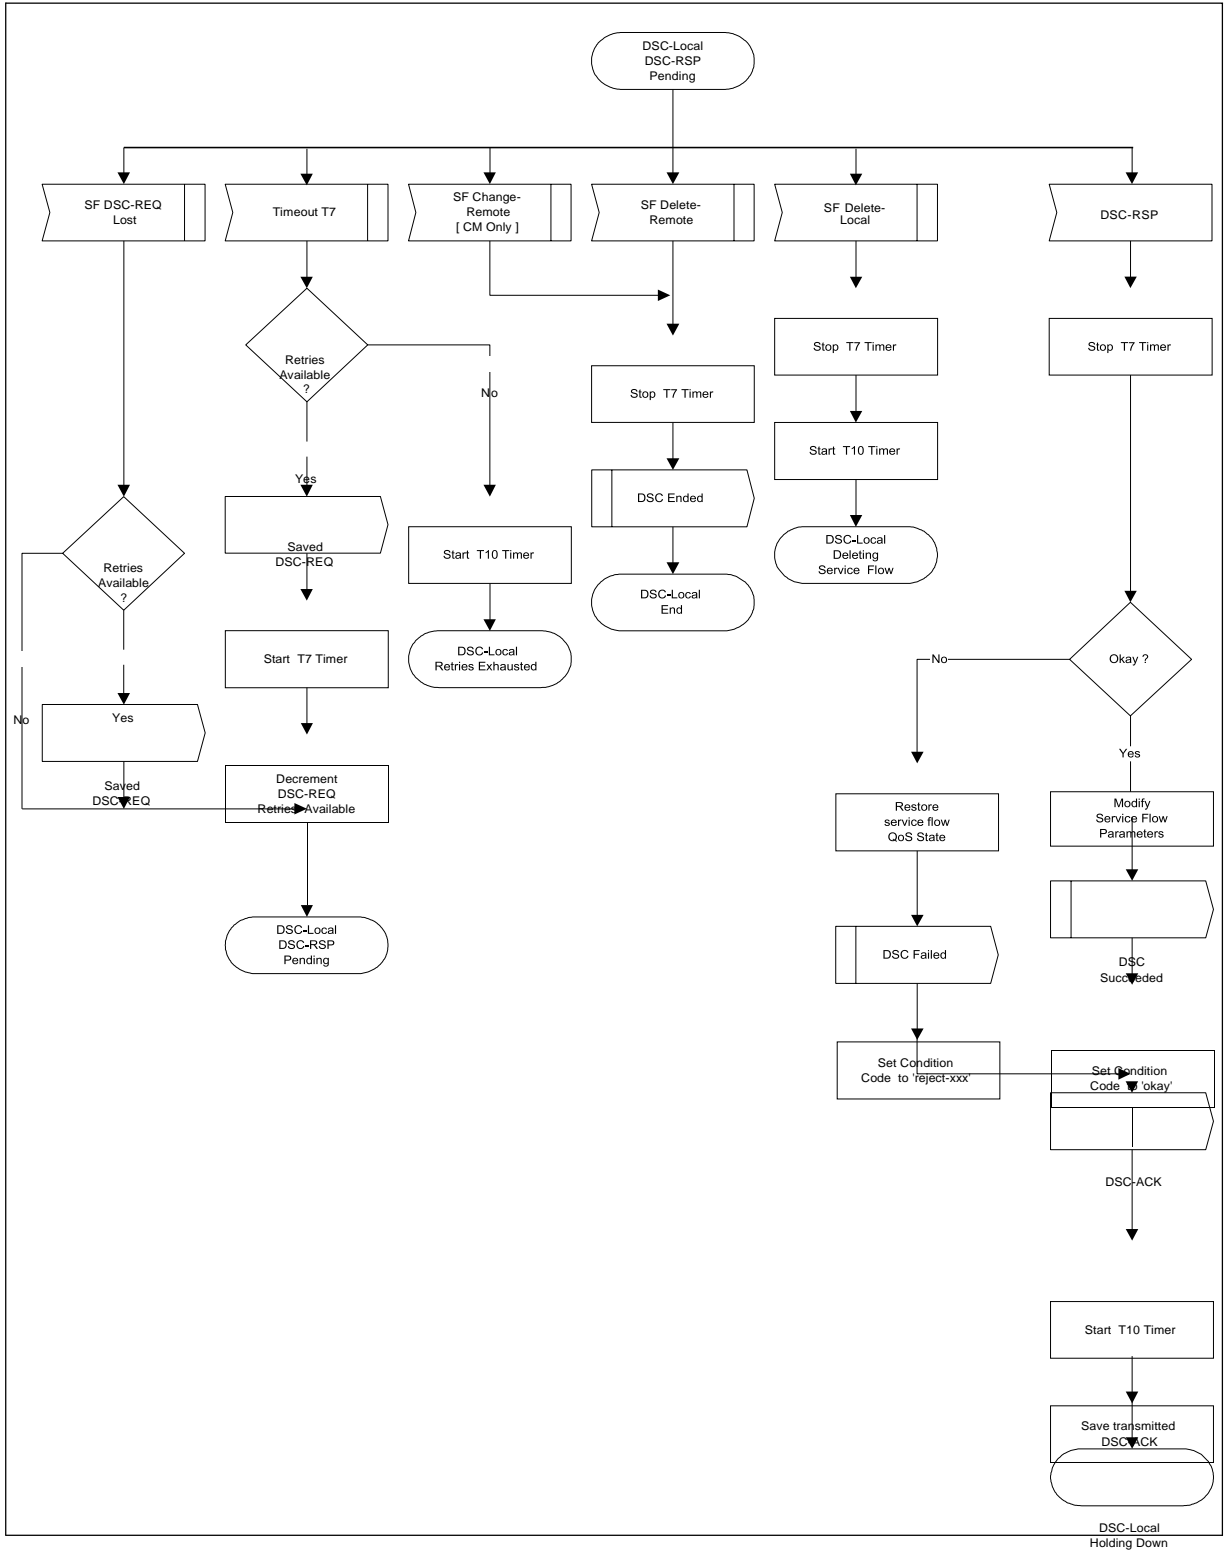 DSC-Local
DSC-RSP
Pending
SF DSC-REQ
Lost
Timeout T7
SF Change-
Remote
[ CM Only ]
SF Delete-
Remote
SF Delete-
Local
DSC-RSP
Stop T7 Timer
Stop T7 Timer
Retries
Available
?
No
Stop T7 Timer
Start T10 Timer
Yes
DSC Ended
Saved
DSC-REQ
Start T10 Timer
DSC-Local
Deleting
Service Flow
Retries
Available
?
DSC-Local
End
Start T7 Timer
DSC-Local
Retries Exhausted
No
Okay ?
No
Yes
Yes
Saved
DSC-REQ
Decrement
DSC-REQ
Retries Available
Restore
service flow
QoS State
Modify
Service Flow
Parameters
DSC-Local
DSC-RSP
Pending
DSC Failed
DSC
Succeeded
Set Condition
Code to 'reject-xxx'
Set Condition
Code to 'okay'
DSC-ACK
Start T10 Timer
Save transmitted
DSC-ACK
DSC-Local
Holding Down